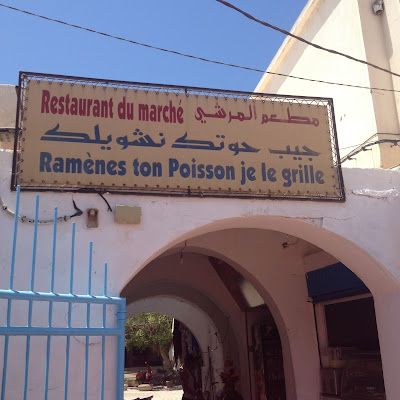 Restaurant du marché مطعم المرشي
جيب حوتك نشويلك
Ramènes ton Poisson je le grille